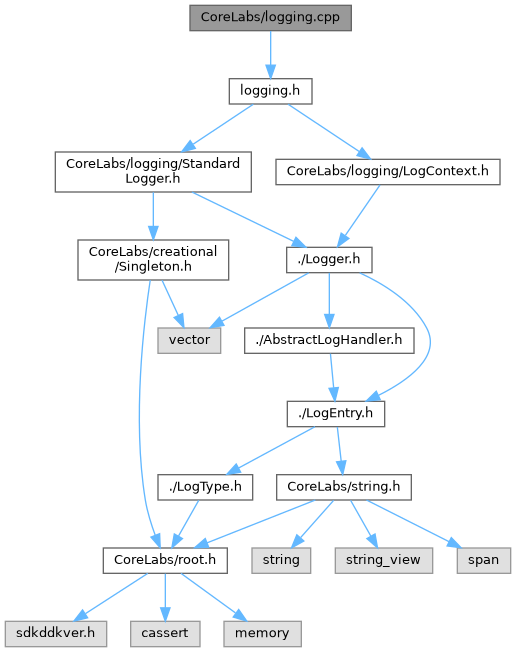 CoreLabs/logging.cpp
logging.h
CoreLabs/logging/Standard
Logger.h
CoreLabs/logging/LogContext.h
CoreLabs/creational
/Singleton.h
./Logger.h
vector
./AbstractLogHandler.h
./LogEntry.h
./LogType.h
CoreLabs/string.h
CoreLabs/root.h
string
string_view
span
sdkddkver.h
cassert
memory